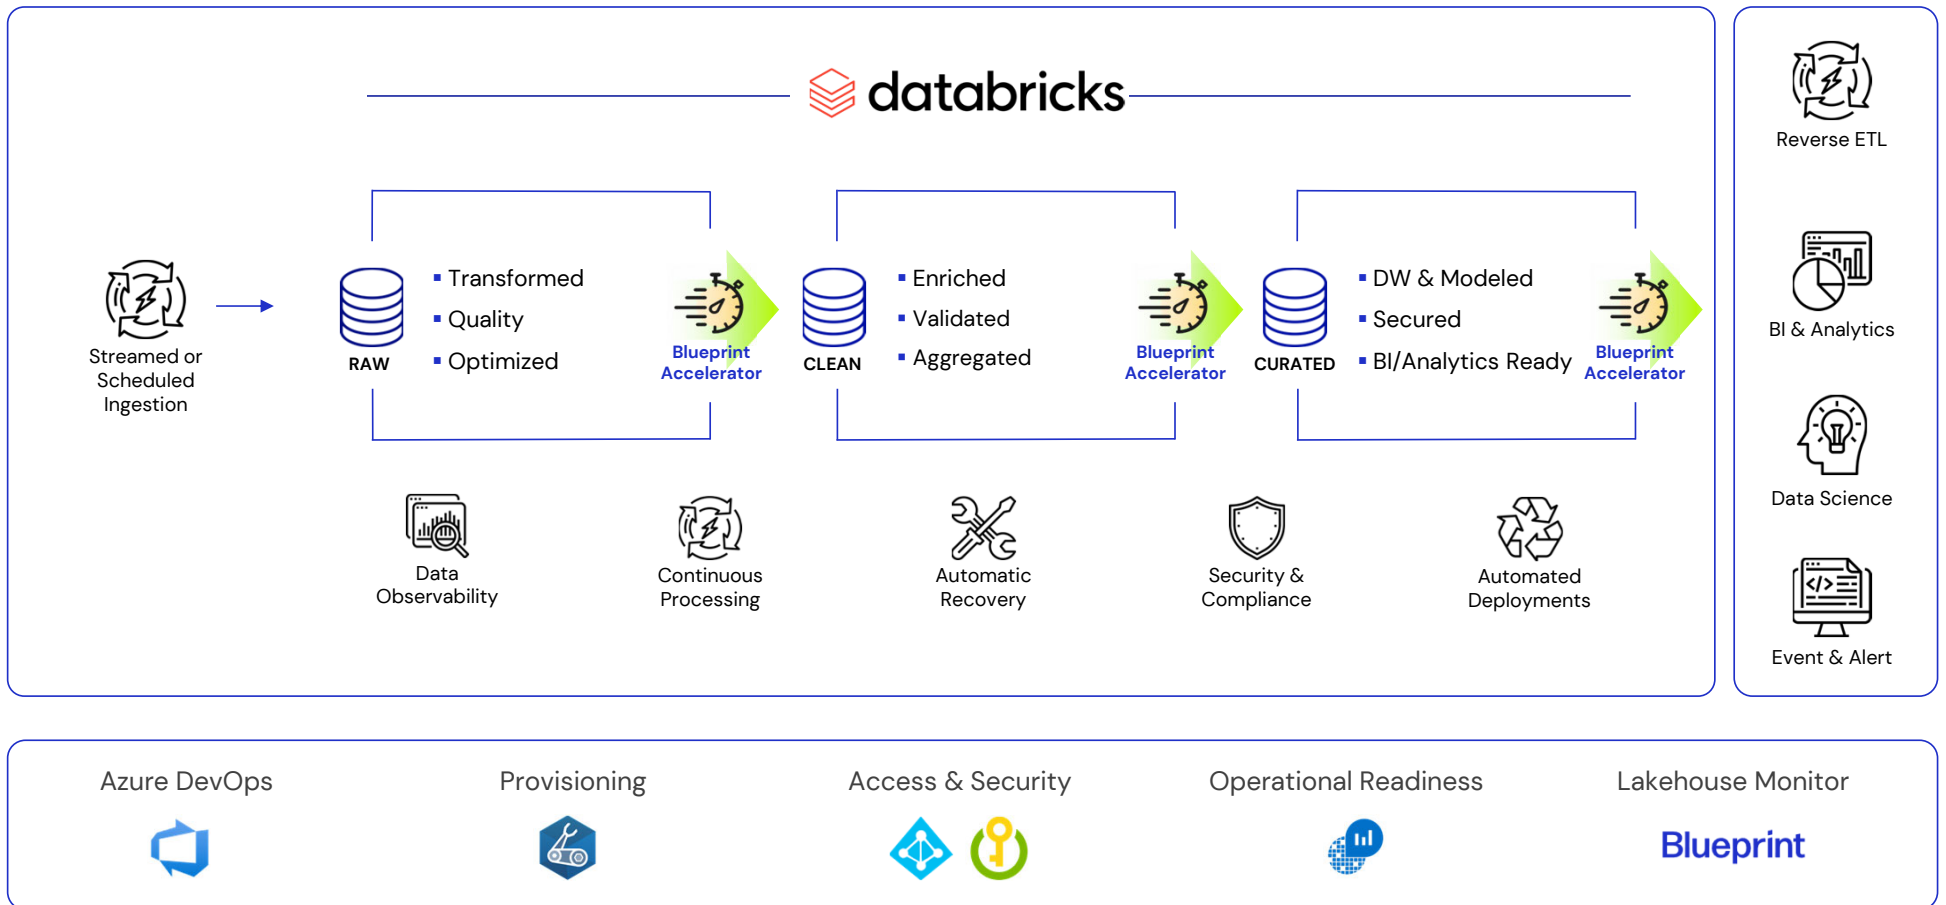 databricks
Streamed or
Scheduled
Ingestion
RAW
Transformed
Quality
Optimized
Blueprint
Accelerator
CLEAN
Enriched
Validated
Aggregated
Blueprint
Accelerator
CURATED
DW & Modeled
Secured
BI/Analytics Ready
Blueprint
Accelerator
Data
Observability
Continuous
Processing
Automatic
Recovery
Security &
Compliance
Automated
Deployments
Reverse ETL
BI & Analytics
Data Science
Event & Alert
Azure DevOps
Provisioning
Access & Security
Operational Readiness
Lakehouse Monitor
Blueprint